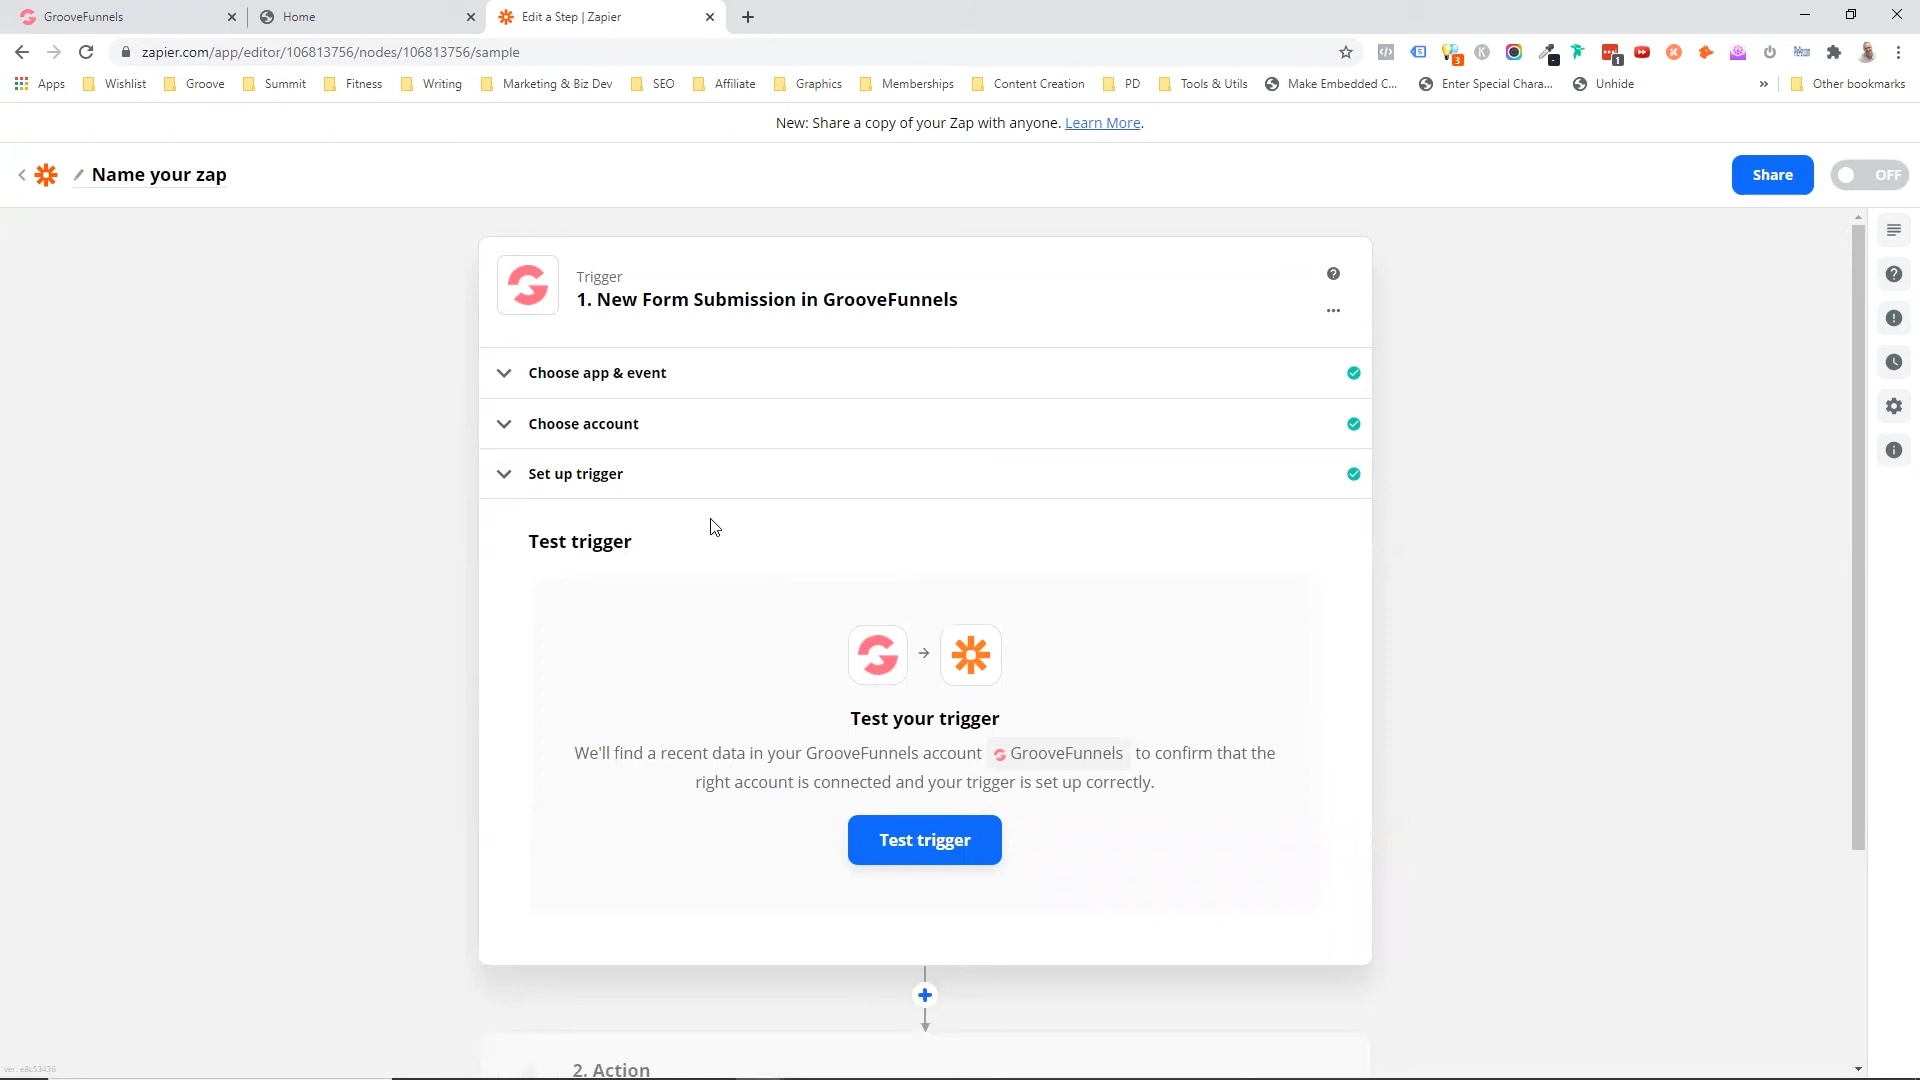 GrooveFunnels
Home
Edit a Step | Zapier
zapier.com/app/editor/106813756/nodes/106813756/sample
3
1
Apps
Wishlist
Groove
Summit
Fitness
Writing
Marketing & Biz Dev
SEO
Affiliate
Graphics
Memberships
Content Creation
PD
Tools & Utils
Make Embedded C...
Enter Special Chara...
Unhide
»
Other bookmarks
New: Share a copy of your Zap with anyone. Learn More.
Name your zap
Share
OFF
Trigger
1. New Form Submission in GrooveFunnels
Choose app & event
Choose account
Set up trigger
Test trigger
Test your trigger
We'll find a recent data in your GrooveFunnels account GrooveFunnels to confirm that the
right account is connected and your trigger is set up correctly.
Test trigger
2. Action
ver. e8c53436